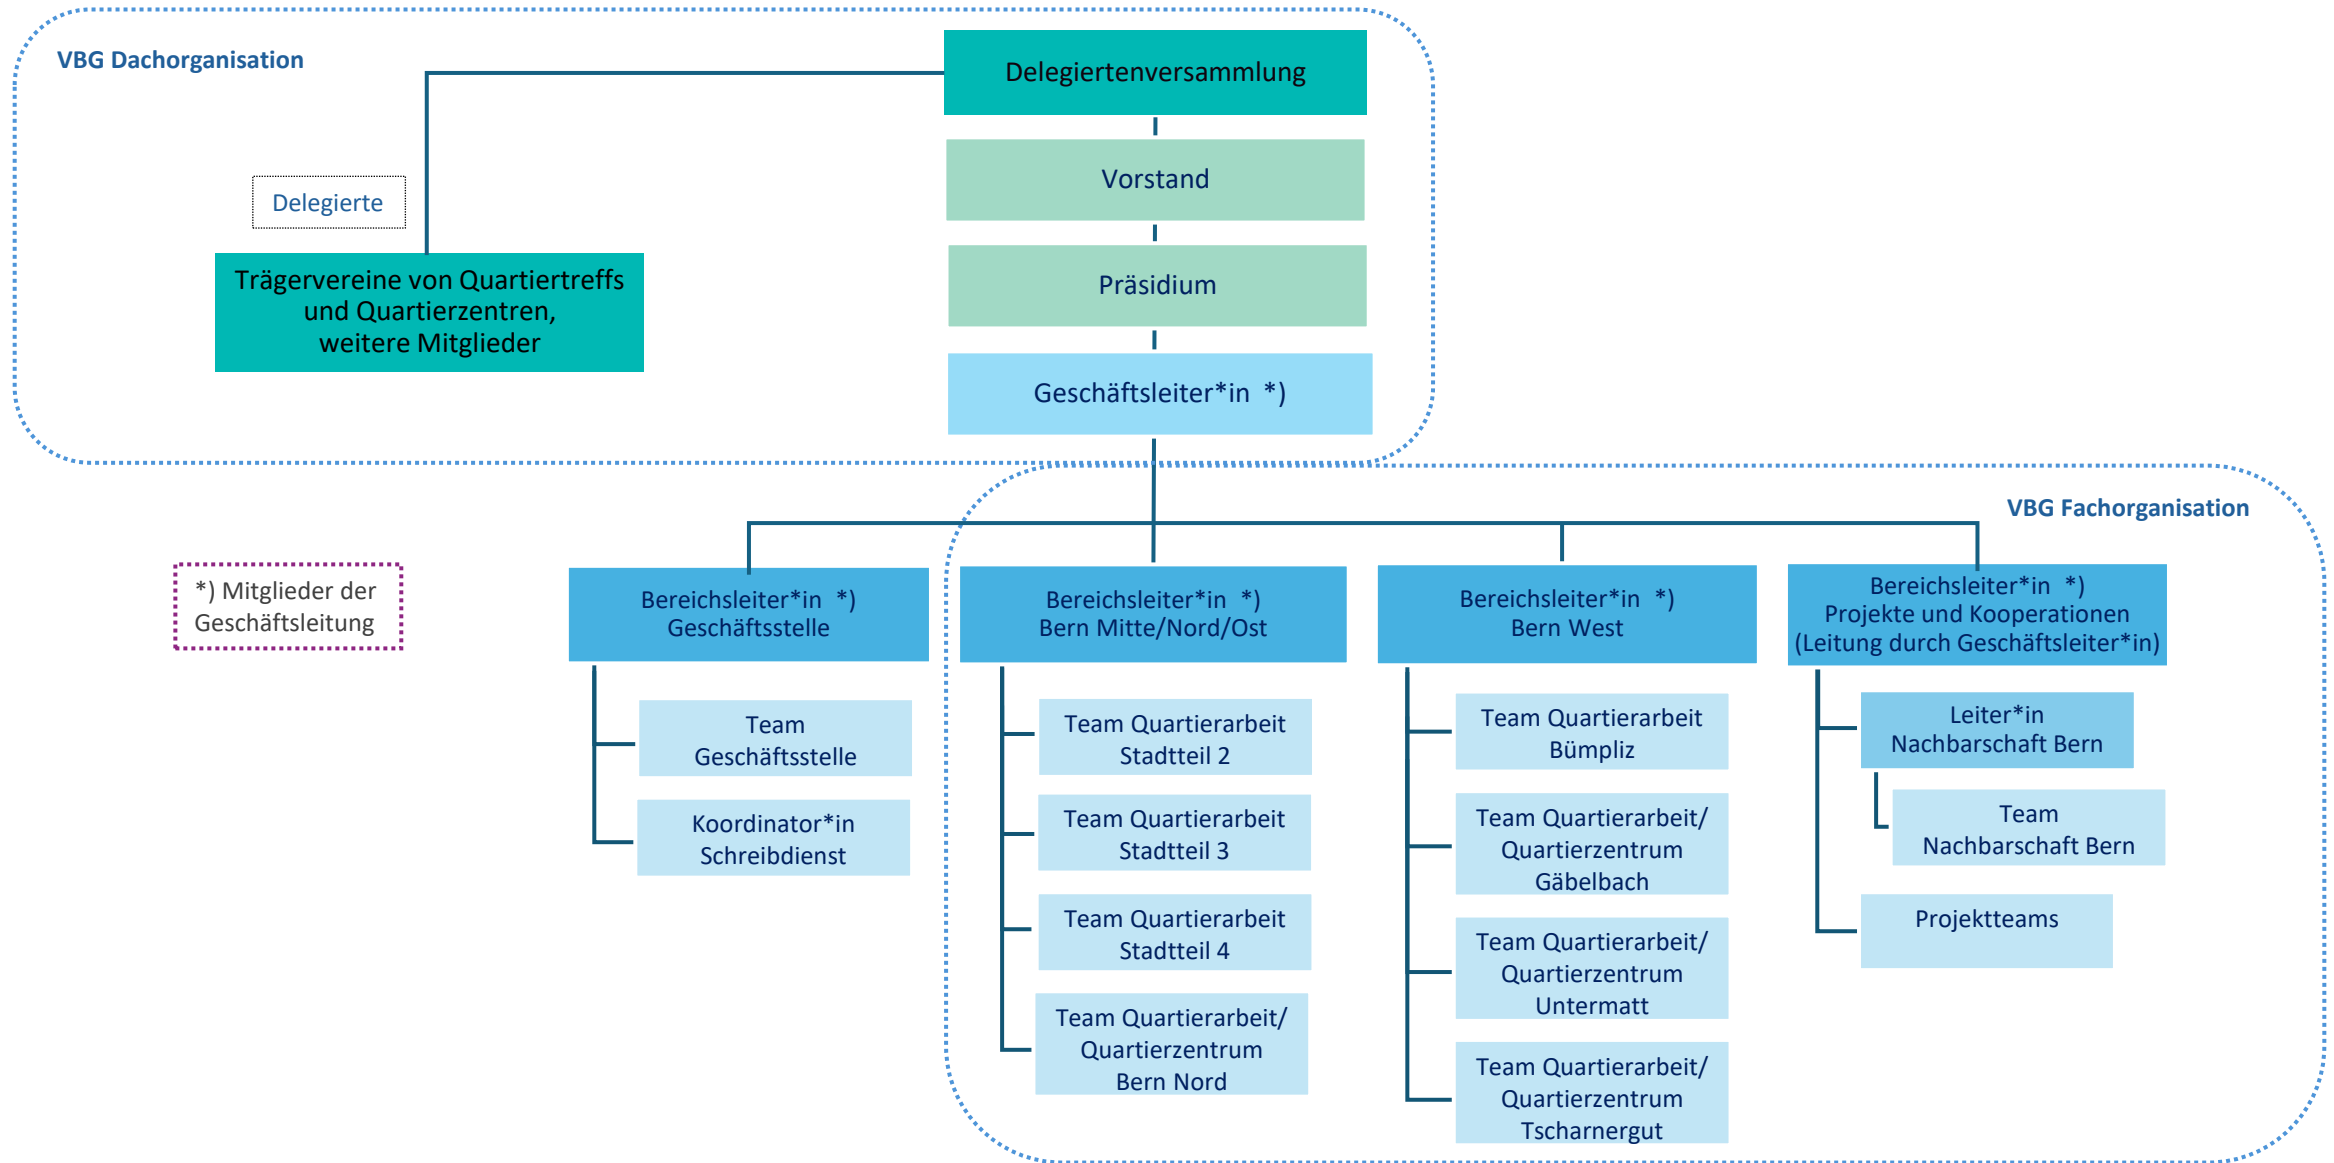 VBG Dachorganisation
Delegiertenversammlung
Vorstand
Delegierte
Präsidium
Trägervereine von Quartiertreffs
und Quartierzentren,
weitere Mitglieder
Geschäftsleiter*in *)
VBG Fachorganisation
*) Mitglieder der
Geschäftsleitung
Bereichsleiter*in *)
Geschäftsstelle
Team
Geschäftsstelle
Koordinator*in
Schreibdienst
Bereichsleiter*in *)
Bern Mitte/Nord/Ost
Team Quartierarbeit
Stadtteil 2
Team Quartierarbeit
Stadtteil 3
Team Quartierarbeit
Stadtteil 4
Team Quartierarbeit/
Quartierzentrum
Bern Nord
Bereichsleiter*in *)
Bern West
Team Quartierarbeit
Bümpliz
Team Quartierarbeit/
Quartierzentrum
Gäbelbach
Team Quartierarbeit/
Quartierzentrum
Untermatt
Team Quartierarbeit/
Quartierzentrum
Tscharnergut
Bereichsleiter*in *)
Projekte und Kooperationen
(Leitung durch Geschäftsleiter*in)
Leiter*in
Nachbarschaft Bern
Team
Nachbarschaft Bern
Projektteams